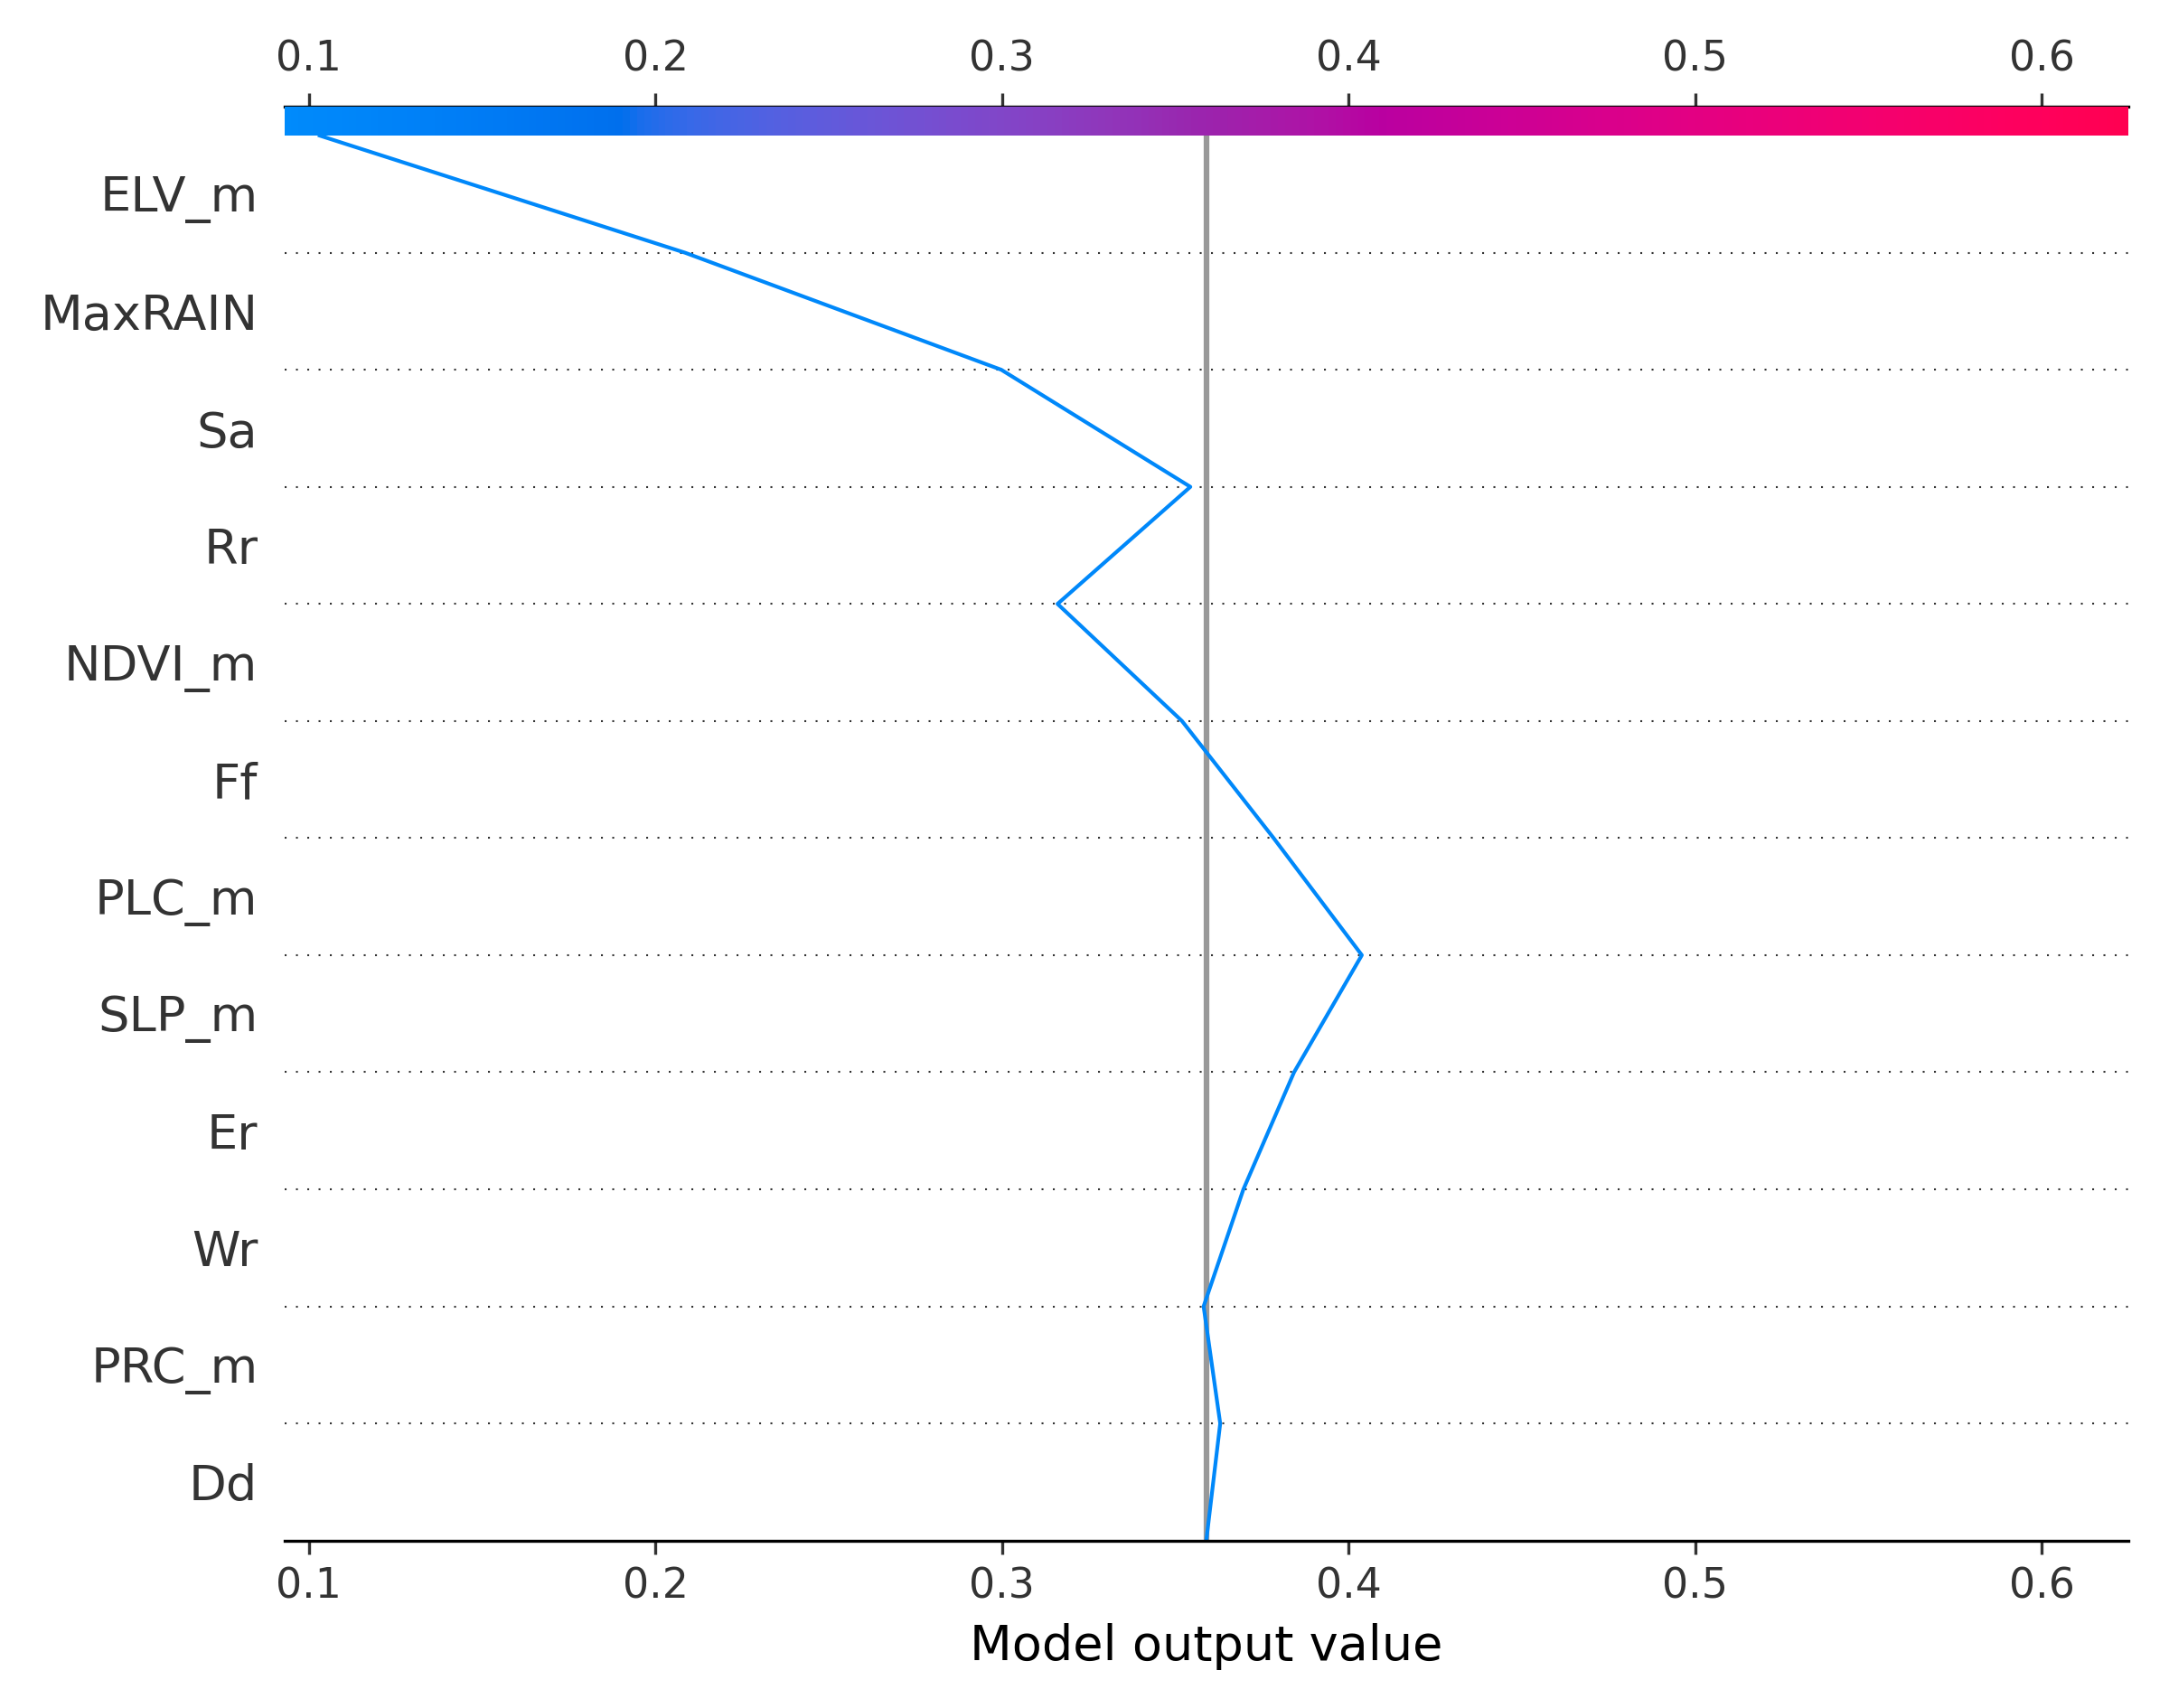 0.1 0.2 0.3 0.4 0.5 0.6
ELV_m
MaxRAIN
Sa
Rr
NDVI_m
Ff
PLC_m
SLP_m
Er
Wr
PRC_m
Dd
0.1 0.2 0.3 0.4 0.5 0.6
Model output value